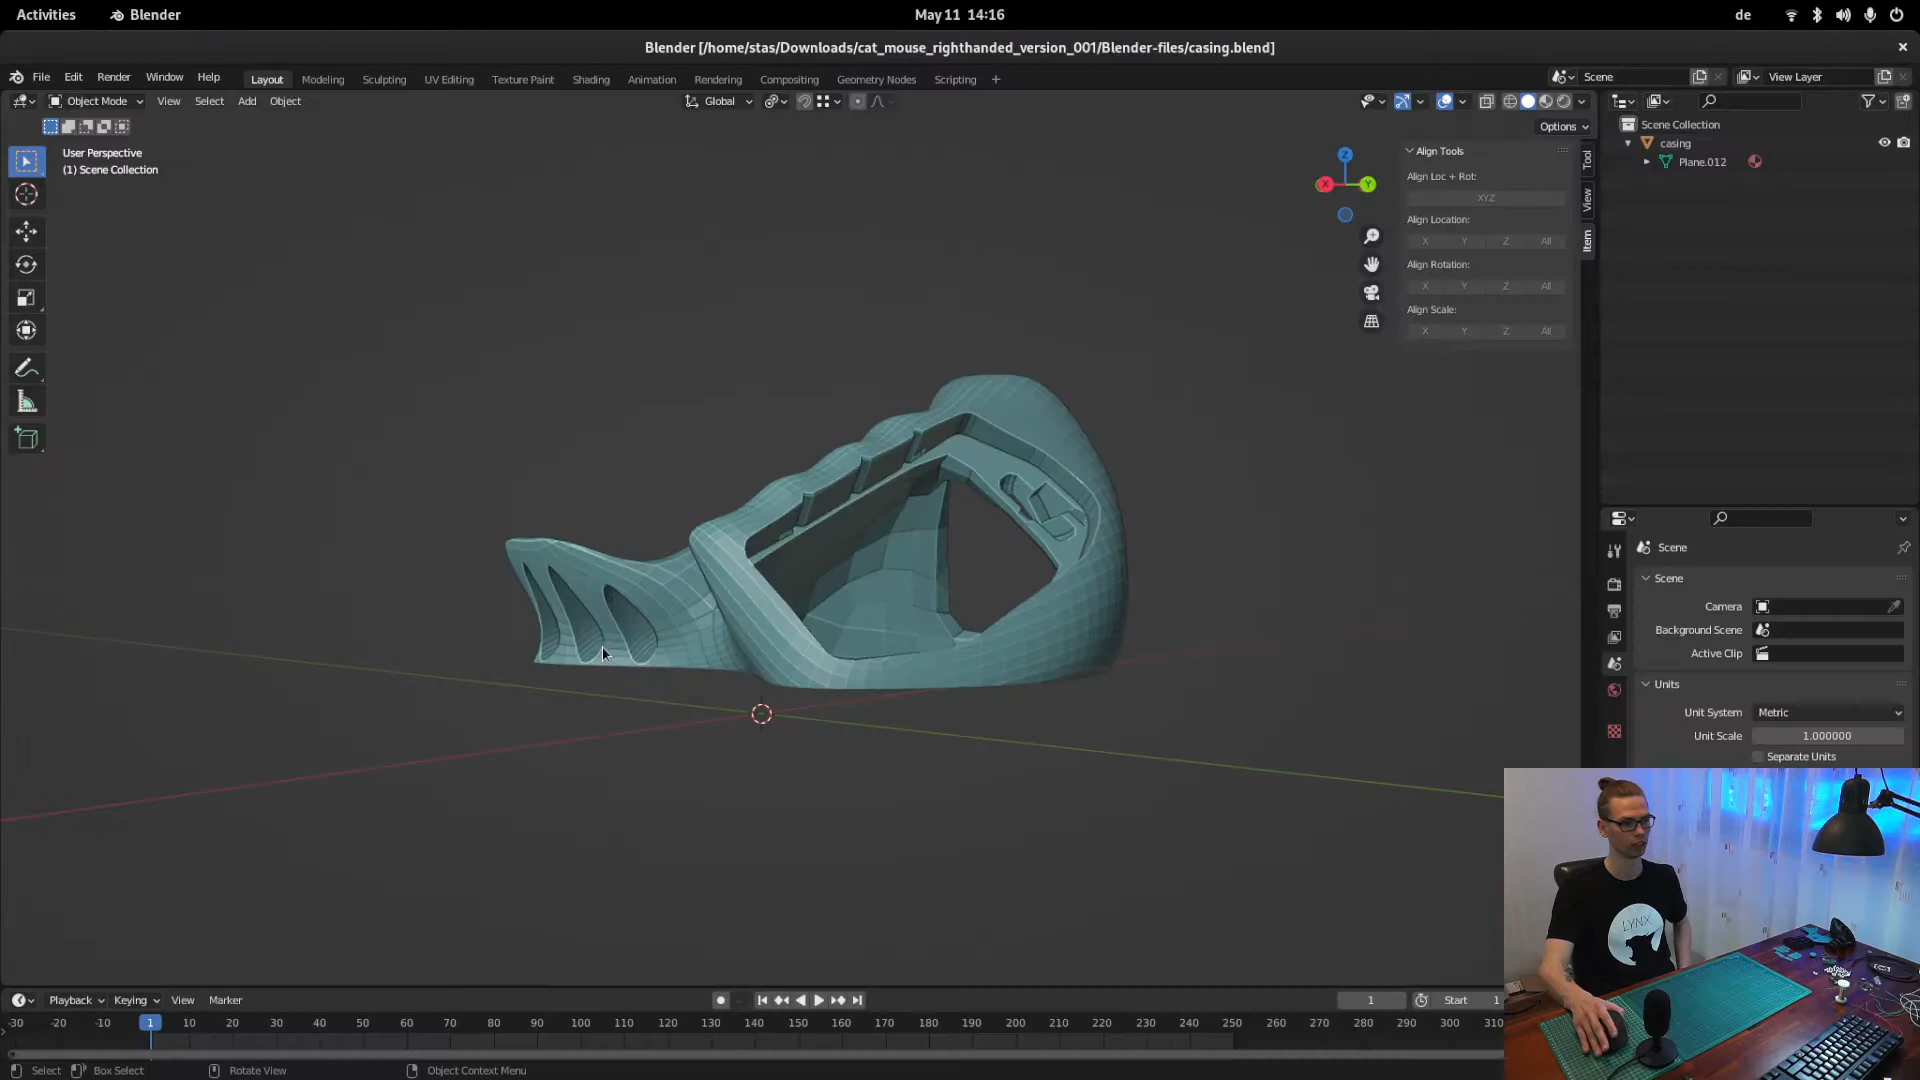 Activities Blender May 11 14:16 de
Blender [/home/stas/Downloads/cat_mouse_righthanded_version_001/Blender-files/casing.blend]
File Edit Render Window Help Layout Modeling Sculpting UV Editing Texture Paint Shading Animation Rendering Compositing Geometry Nodes Scripting + Scene View Layer
Object Mode View Select Add Object Global
Options
User Perspective
(1) Scene Collection
Z
X Y
Align Tools
Align Loc + Rot:
XYZ
Align Location:
X Y Z All
Align Rotation:
X Y Z All
Align Scale:
X Y Z All
Tool
View
Item
Scene Collection
casing
Plane.012
Scene
Scene
Camera
Background Scene
Active Clip
Units
Unit System Metric
Unit Scale 1.000000
Separate Units
LYNX
Playback Keying View Marker 1 Start 1
-30 -20 -10 1 10 20 30 40 50 60 70 80 90 100 110 120 130 140 150 160 170 180 190 200 210 220 230 240 250 260 270 280 290 300 310
Select Box Select Rotate View Object Context Menu